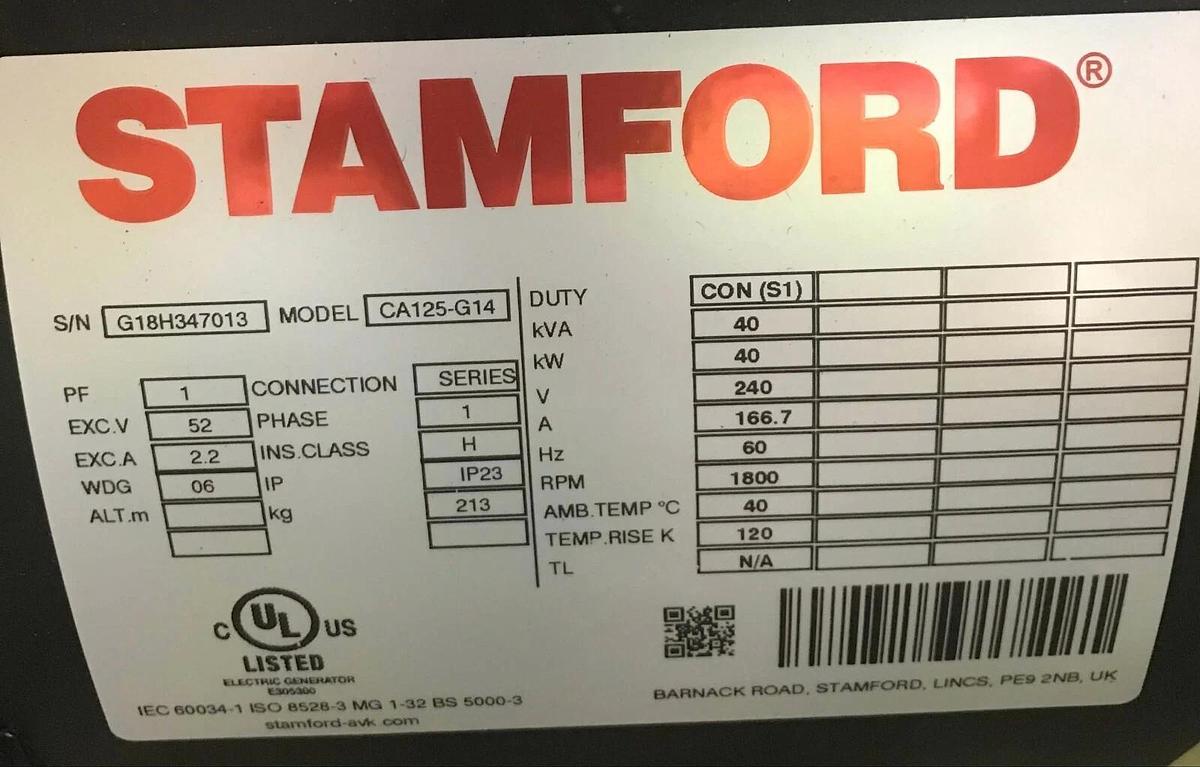 STAMFORD®
S/N G18H347013 MODEL CA125-G14
PF 1 CONNECTION SERIES
EXC.V 52 PHASE 1
EXC.A 2.2 INS.CLASS H
WDG 06 IP IP23
ALT.m kg 213
DUTY CON (S1)
kVA 40
kW 40
V 240
A 166.7
Hz 60
RPM 1800
AMB.TEMP °C 40
TEMP.RISE K 120
TL N/A
C UL US
LISTED
ELECTRIC GENERATOR
E305300
IEC 60034-1 ISO 8528-3 MG 1-32 BS 5000-3
stamford-avk.com
BARNACK ROAD, STAMFORD, LINCS, PE9 2NB, UK